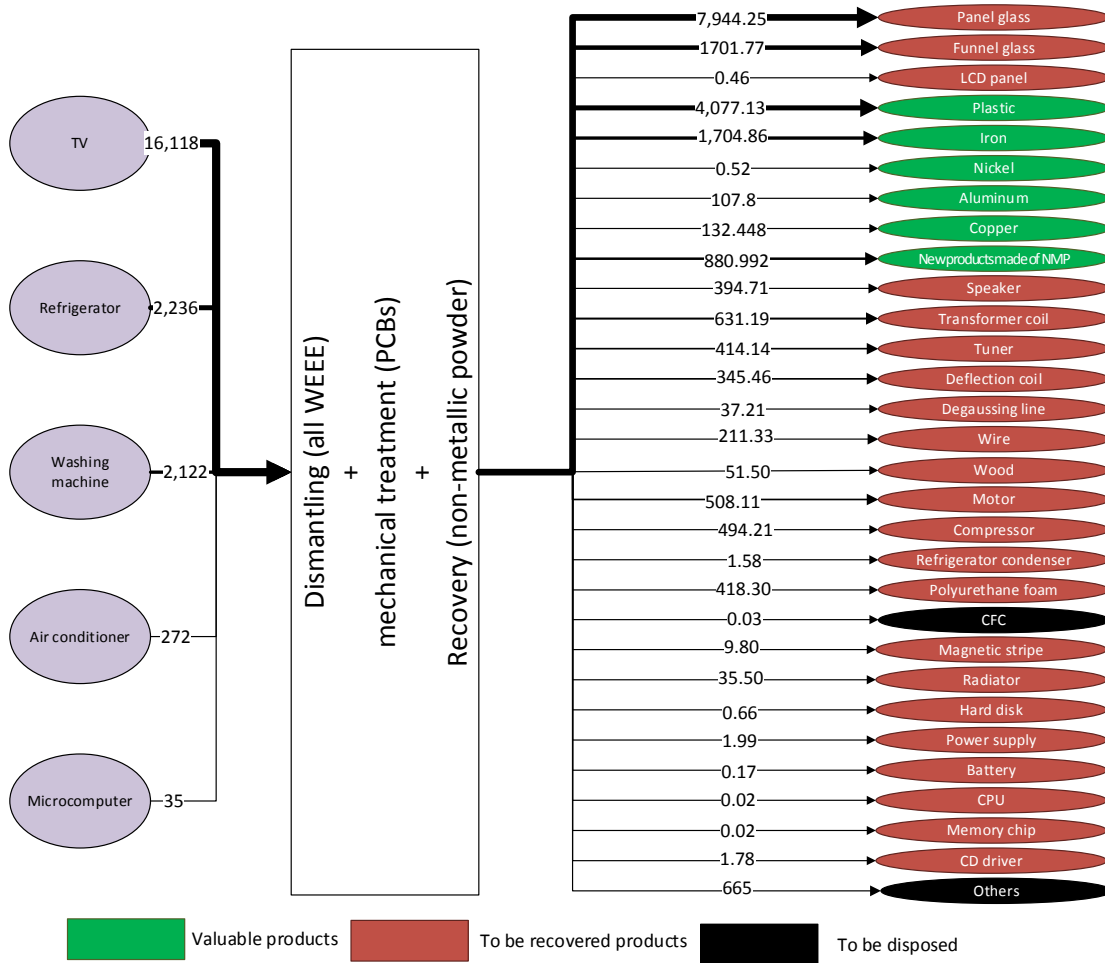 TV
16,118
Refrigerator
2,236
Washing
machine
2,122
Air conditioner
272
Microcomputer
35
Dismantling (all WEEE)
+
mechanical treatment (PCBs)
+
Recovery (non-metallic powder)
7,944.25 Panel glass
1701.77 Funnel glass
0.46 LCD panel
4,077.13 Plastic
1,704.86 Iron
0.52 Nickel
107.8 Aluminum
132.448 Copper
880.992 New products made of NMP
394.71 Speaker
631.19 Transformer coil
414.14 Tuner
345.46 Deflection coil
37.21 Degaussing line
211.33 Wire
51.50 Wood
508.11 Motor
494.21 Compressor
1.58 Refrigerator condenser
418.30 Polyurethane foam
0.03 CFC
9.80 Magnetic stripe
35.50 Radiator
0.66 Hard disk
1.99 Power supply
0.17 Battery
0.02 CPU
0.02 Memory chip
1.78 CD driver
665 Others
Valuable products
To be recovered products
To be disposed